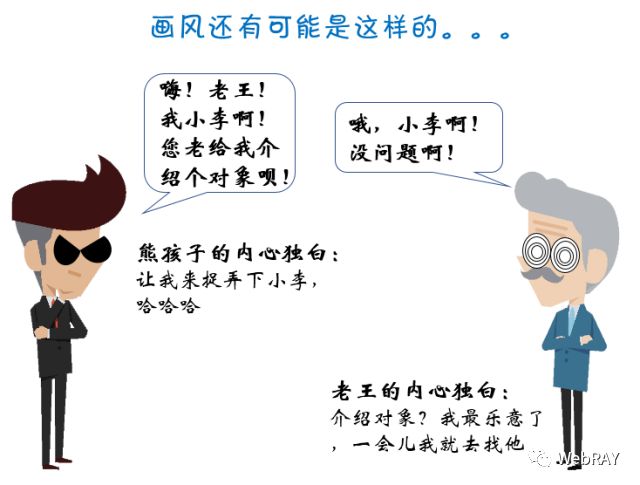 画风还有可能是这样的。。。
嗨！老王！
我小李啊！
您老给我介
绍个对象呗！
哦，小李啊！
没问题啊！
熊孩子的内心独白：
让我来捉弄下小李，
哈哈哈
老王的内心独白：
介绍对象？我最乐意了
，一会儿我就去找他
WebRAY